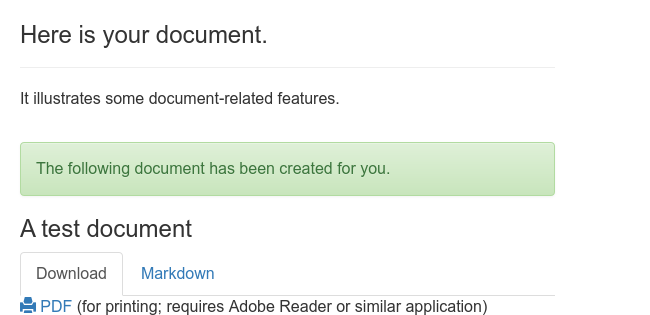 Here is your document.
It illustrates some document-related features.
The following document has been created for you.
A test document
Download Markdown
PDF (for printing; requires Adobe Reader or similar application)